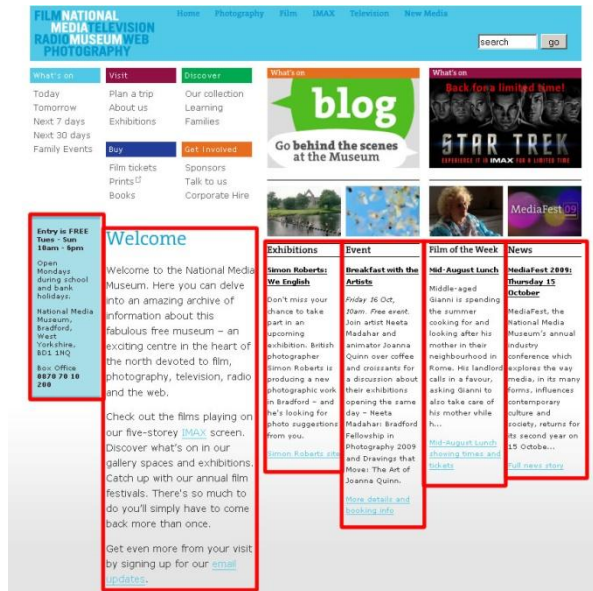 FILMNATIONAL
MEDIATELEVISION
RADIOMUSEUMWEB
PHOTOGRAPHY
Home Photography Film IMAX Television New Media
search go
What's on
Today
Tomorrow
Next 7 days
Next 30 days
Family Events
Visit
Plan a trip
About us
Exhibitions
Discover
Our collection
Learning
Families
Buy
Film tickets
Prints
Books
Get Involved
Sponsors
Talk to us
Corporate Hire
What's on
blog
Go behind the scenes
at the Museum
What's on
Back for a limited time!
STAR TREK
EXPERIENCE IT IN IMAX FOR A LIMITED TIME
MediaFest 09
Entry is FREE
Tues - Sun
10am - 6pm
Open
Mondays
during school
and bank
holidays.
National Media
Museum,
Bradford,
West
Yorkshire,
BD1 1NQ
Box Office
0870 70 10
200
Welcome
Welcome to the National Media
Museum. Here you can delve
into an amazing archive of
information about this
fabulous free museum – an
exciting centre in the heart of
the north devoted to film,
photography, television, radio
and the web.
Check out the films playing on
our five-storey IMAX screen.
Discover what's on in our
gallery spaces and exhibitions.
Catch up with our annual film
festivals. There's so much to
do you'll simply have to come
back more than once.
Get even more from your visit
by signing up for our email
updates.
Exhibitions
Simon Roberts:
We English
Don't miss your
chance to take
part in an
upcoming
exhibition. British
photographer
Simon Roberts is
producing a new
photographic work
in Bradford – and
he's looking for
photo suggestions
from you.
Simon Roberts site
Event
Breakfast with the
Artists
Friday 16 Oct,
10am. Free event.
Join artist Neeta
Madahar and
animator Joanna
Quinn over coffee
and croissants for
a discussion about
their exhibitions
opening the same
day – Neeta
Madahar: Bradford
Fellowship in
Photography 2009
and Drawings that
Move: The Art of
Joanna Quinn.
More details and
booking info
Film of the Week
Mid-August Lunch
Middle-aged
Gianni is spending
the summer
cooking for and
looking after his
mother in their
neighbourhood in
Rome. His landlord
calls in a favour,
asking Gianni to
also take care of
his mother while
h...
Mid-August Lunch
showing times and
tickets
News
MediaFest 2009:
Thursday 15
October
MediaFest, the
National Media
Museum's annual
industry
conference which
explores the way
media, in its many
forms, influences
contemporary
culture and
society, returns for
its second year on
15 Octobe...
Full news story